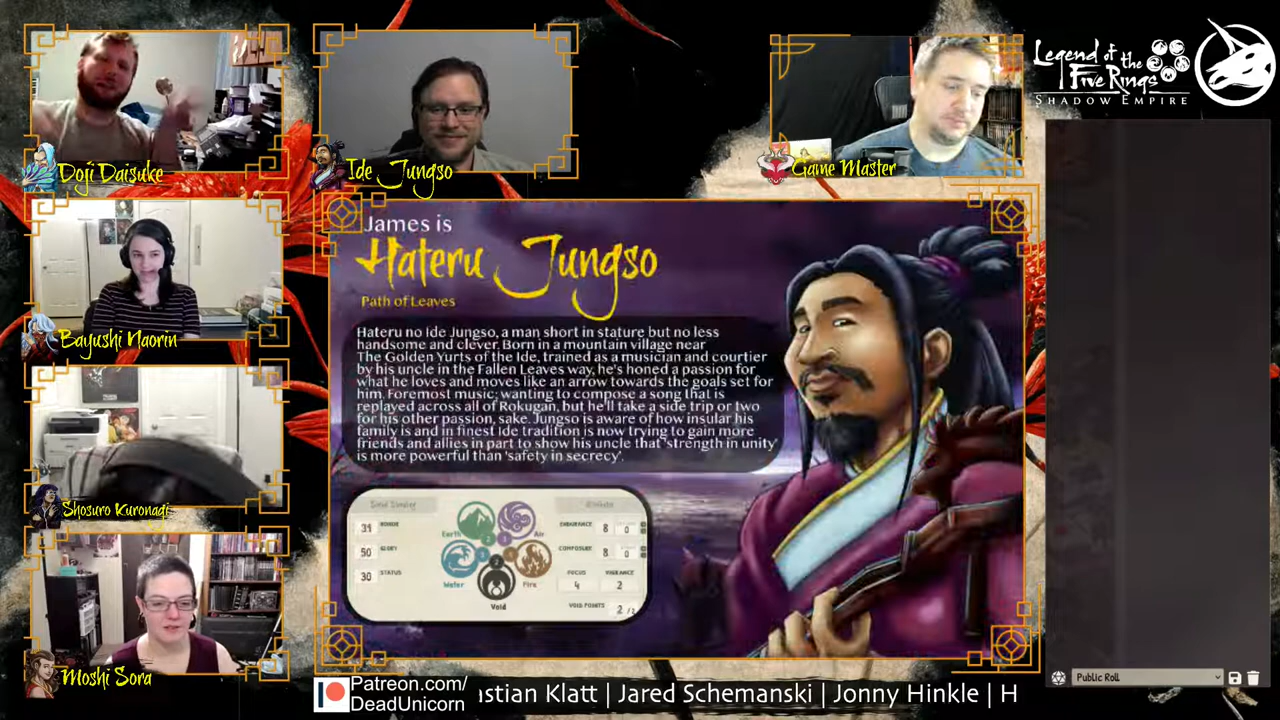 Legend of the
Five Rings
SHADOW EMPIRE
Doji Daisuke
Ide Jungso
Game Master
Bayushi Naorin
Shosuro Kuronagi
Moshi Sora
James is
Hateru Jungso
Path of Leaves
Hateru no Ide Jungso, a man short in stature but no less
handsome and clever. Born in a mountain village near
The Golden Yurts of the Ide, trained as a musician and courtier
by his uncle in the Fallen Leaves way, he's honed a passion for
what he loves and moves like an arrow towards the goals set for
him. Foremost music; wanting to compose a song that is
replayed across all of Rokugan, but he'll take a side trip or two
for his other passion, sake. Jungso is aware of how insular his
family is and in finest Ide tradition is now trying to gain more
friends and allies in part to show his uncle that 'strength in unity'
is more powerful than 'safety in secrecy'.
HONOR
50 GLORY
30 STATUS
Earth
Air
Water
Fire
Void
ENDURANCE 8 0
COMPOSURE 8 0
FOCUS VIGILANCE
4 2
VOID POINTS 2 /2
Public Roll
Patreon.com/
DeadUnicorn
stian Klatt | Jared Schemanski | Jonny Hinkle | H